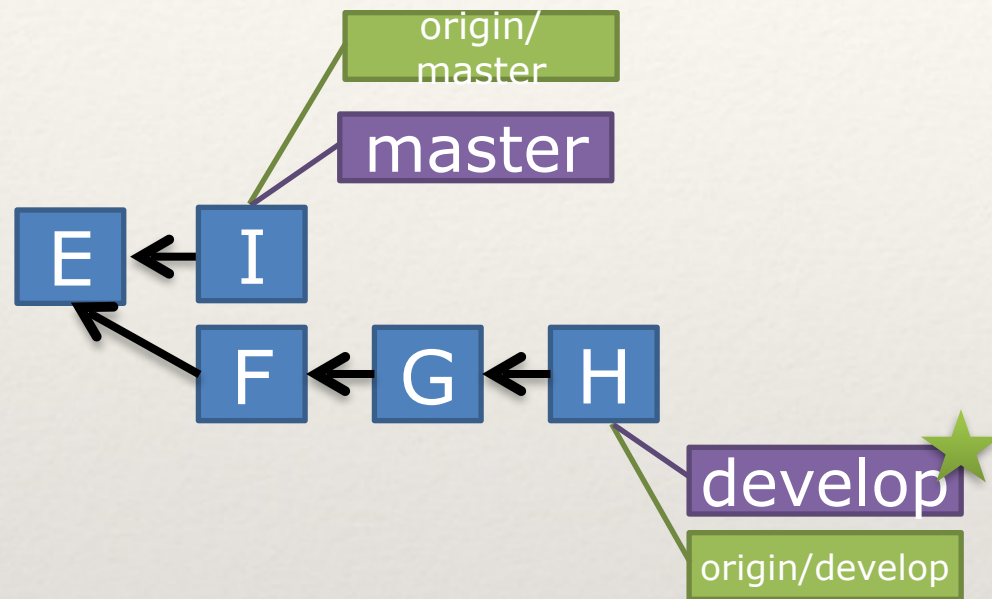 origin/
master
master
E
I
F
G
H
develop
origin/develop